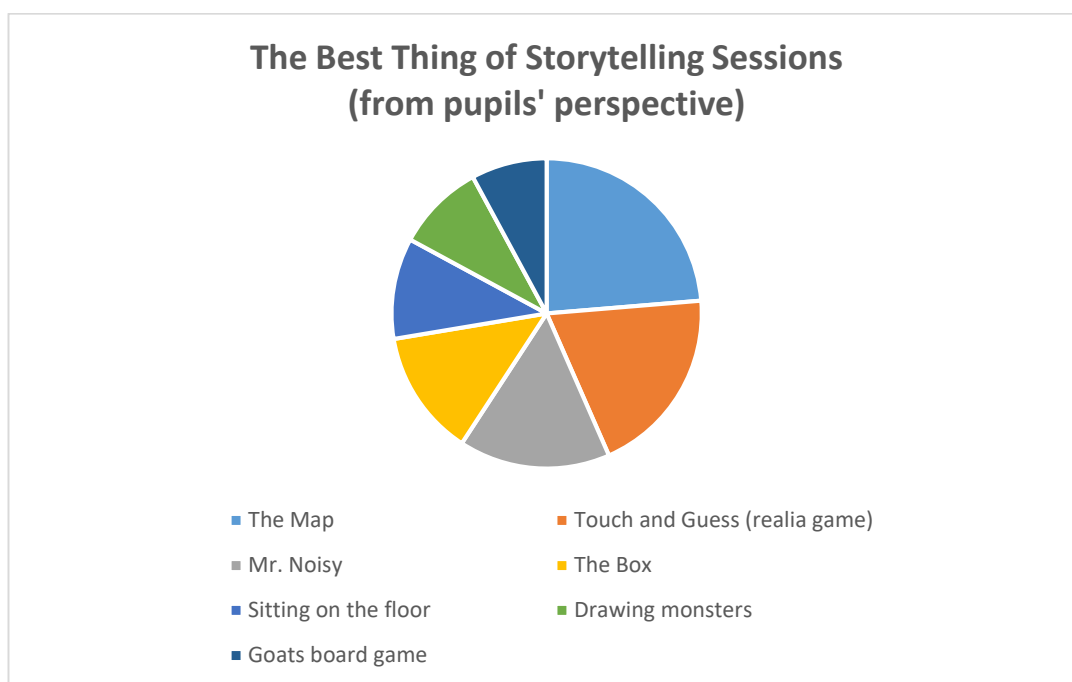 The Best Thing of Storytelling Sessions
(from pupils' perspective)
The Map
Touch and Guess (realia game)
Mr. Noisy
The Box
Sitting on the floor
Drawing monsters
Goats board game